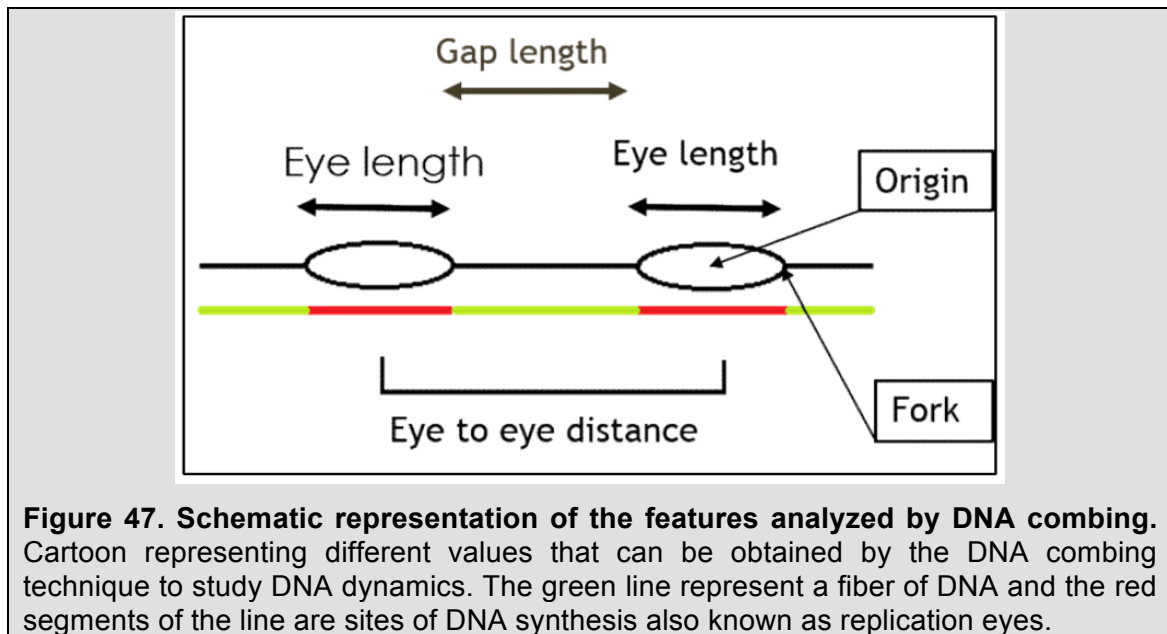 Gap length
Eye length
Eye length
Origin
Fork
Eye to eye distance
Figure 47. Schematic representation of the features analyzed by DNA combing.
Cartoon representing different values that can be obtained by the DNA combing
technique to study DNA dynamics. The green line represent a fiber of DNA and the red
segments of the line are sites of DNA synthesis also known as replication eyes.